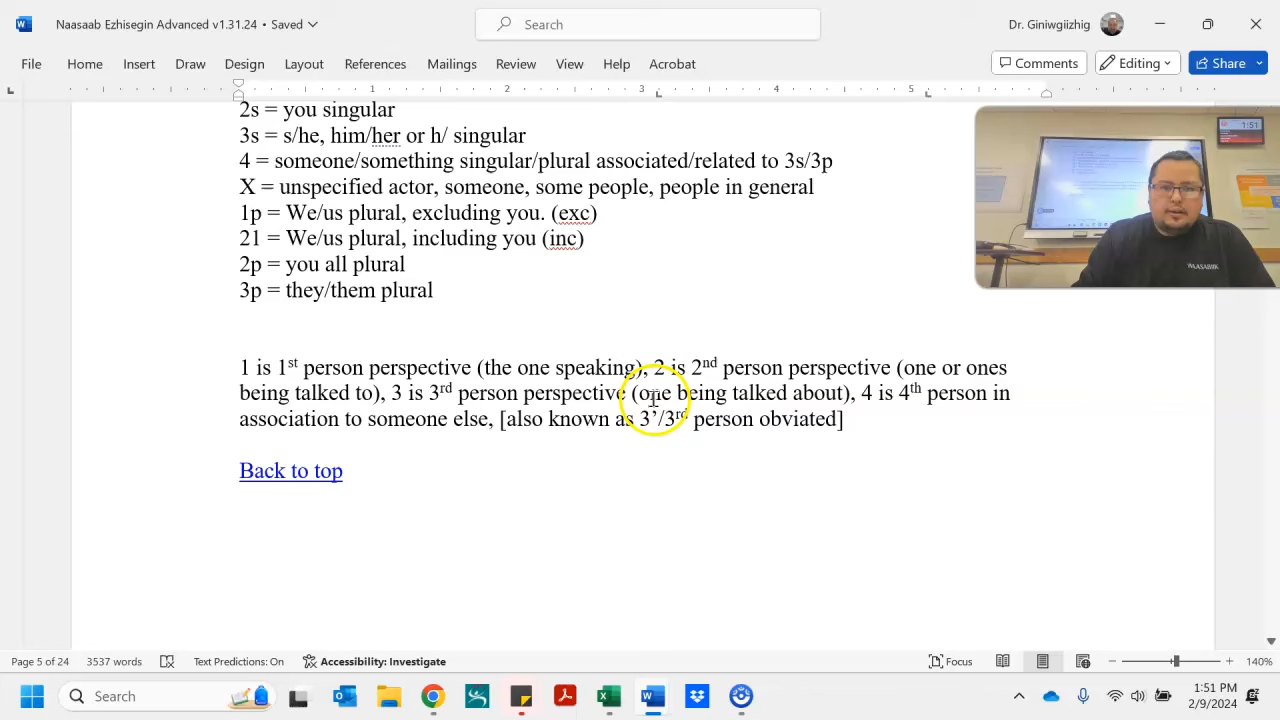 Naasaab Ezhisegin Advanced v1.31.24 • Saved
Search
Dr. Giniwgiizhig
File Home Insert Draw Design Layout References Mailings Review View Help Acrobat
Comments Editing Share
1 2 3 4 5
2s = you singular
3s = s/he, him/her or h/ singular
4 = someone/something singular/plural associated/related to 3s/3p
X = unspecified actor, someone, some people, people in general
1p = We/us plural, excluding you. (exc)
21 = We/us plural, including you (inc)
2p = you all plural
3p = they/them plural
1 is 1st person perspective (the one speaking), 2 is 2nd person perspective (one or ones
being talked to), 3 is 3rd person perspective (one being talked about), 4 is 4th person in
association to someone else, [also known as 3’/3rd person obviated]
Back to top
Page 5 of 24 3537 words Text Predictions: On Accessibility: Investigate Focus 140%
Search
1:51 PM
2/9/2024
1:51